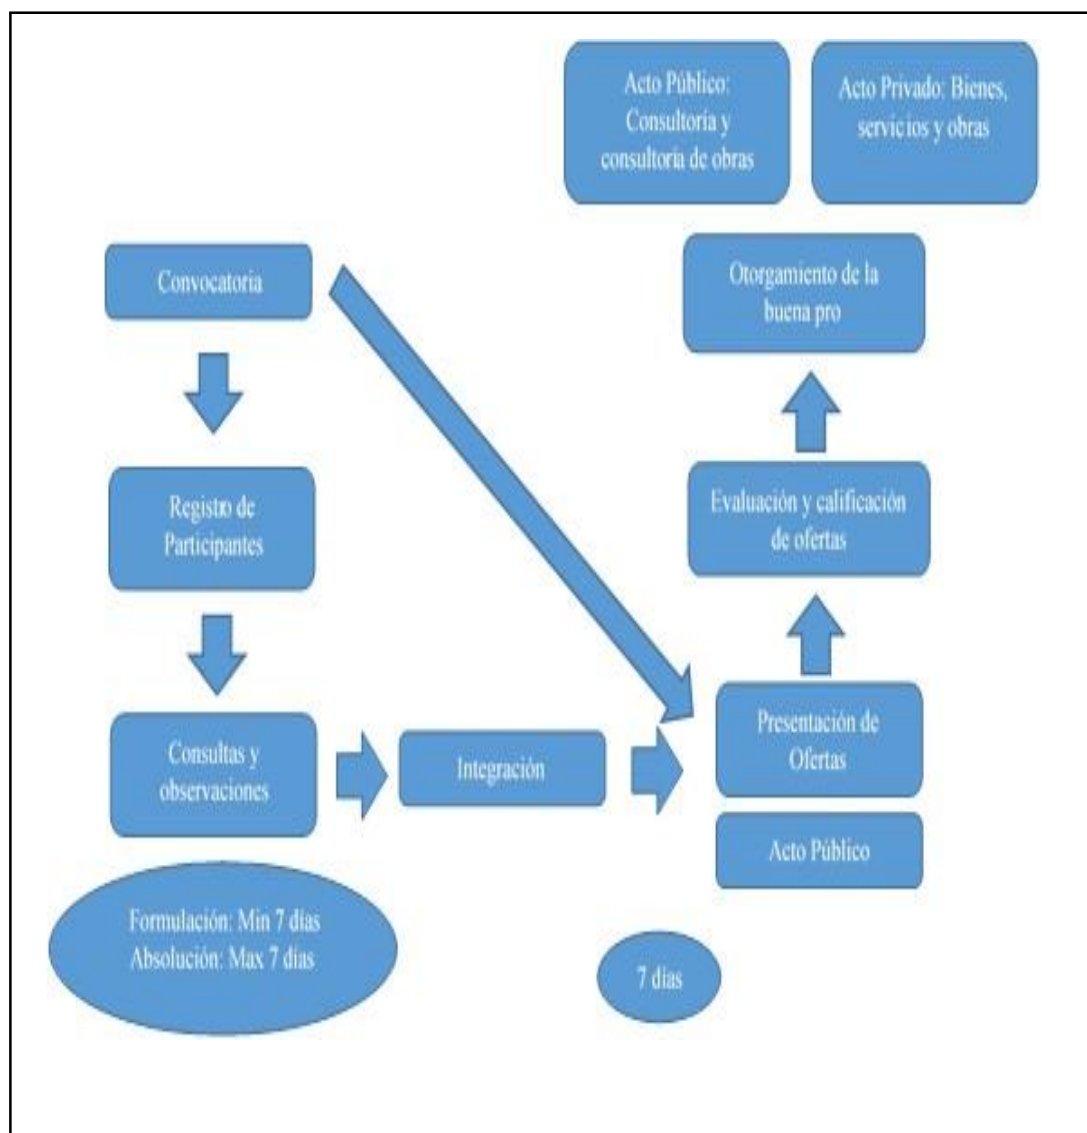 Acto Público:
Consultoría y
consultoría de obras
Acto Privado: Bienes,
servicios y obras
Convocatoria
Otorgamiento de la
buena pro
Registro de
Participantes
Evaluación y calificación
de ofertas
Consultas y
observaciones
Integración
Presentación de
Ofertas
Acto Público
Formulación: Min 7 días
Absolución: Max 7 días
7 días